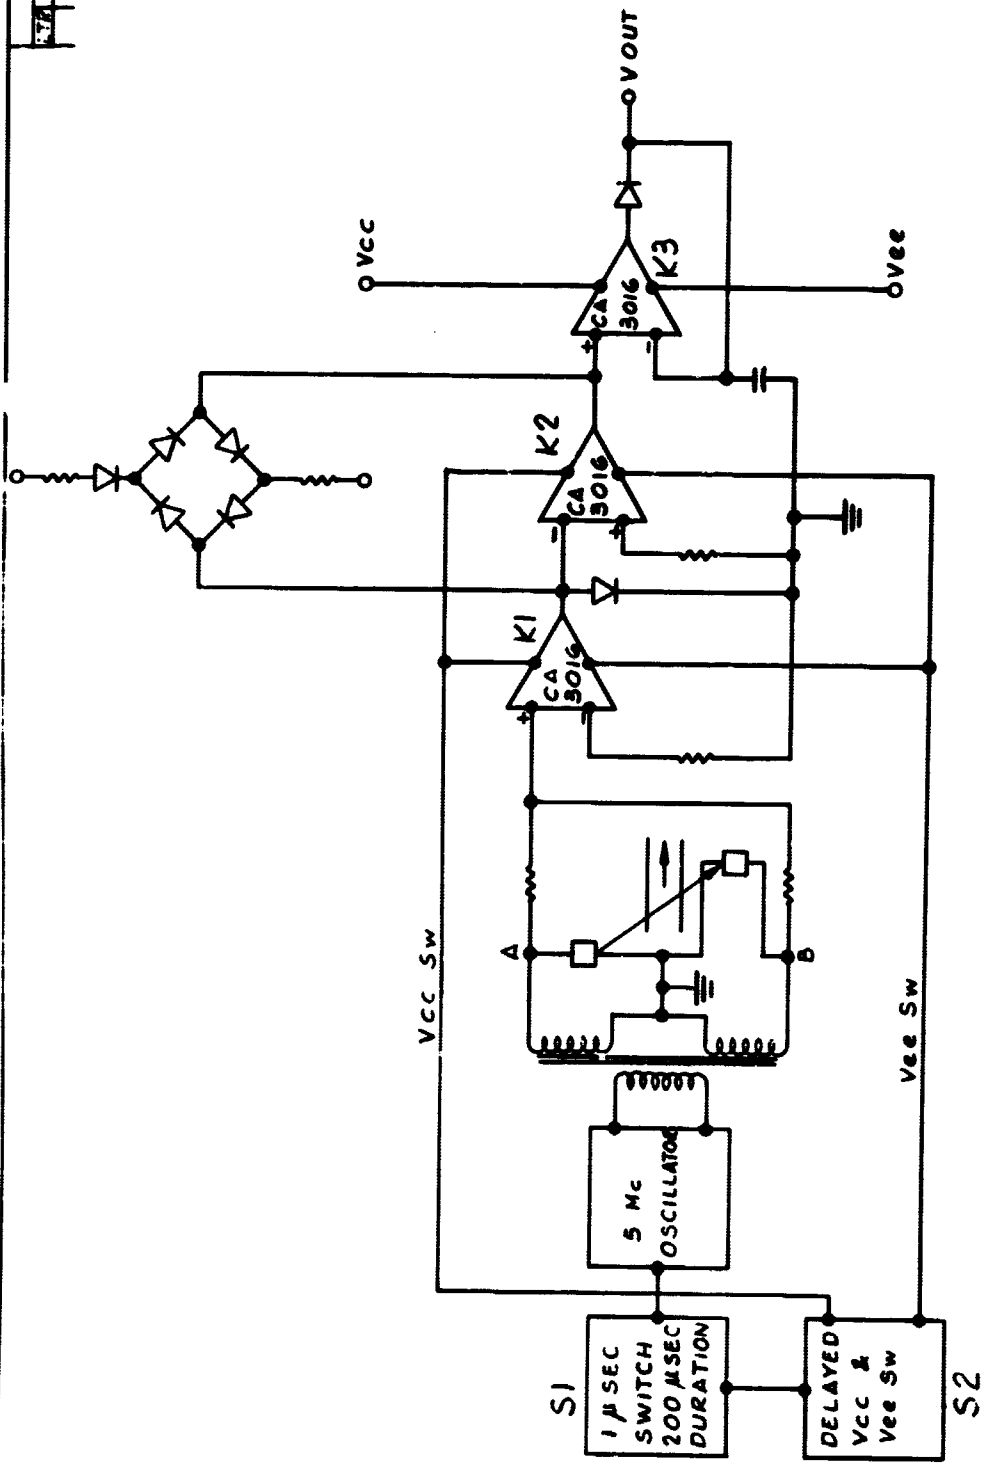 S1
1 μSEC
SWITCH
200 μSEC
DURATION
DELAYED
Vcc &
Vee Sw
S2
5 Mc
OSCILLATOR
Vcc Sw
Vee Sw
A
B
+
-
CA
3016
K1
-
+
CA
3016
K2
+
-
CA
3016
K3
Vcc
Vee
VOUT